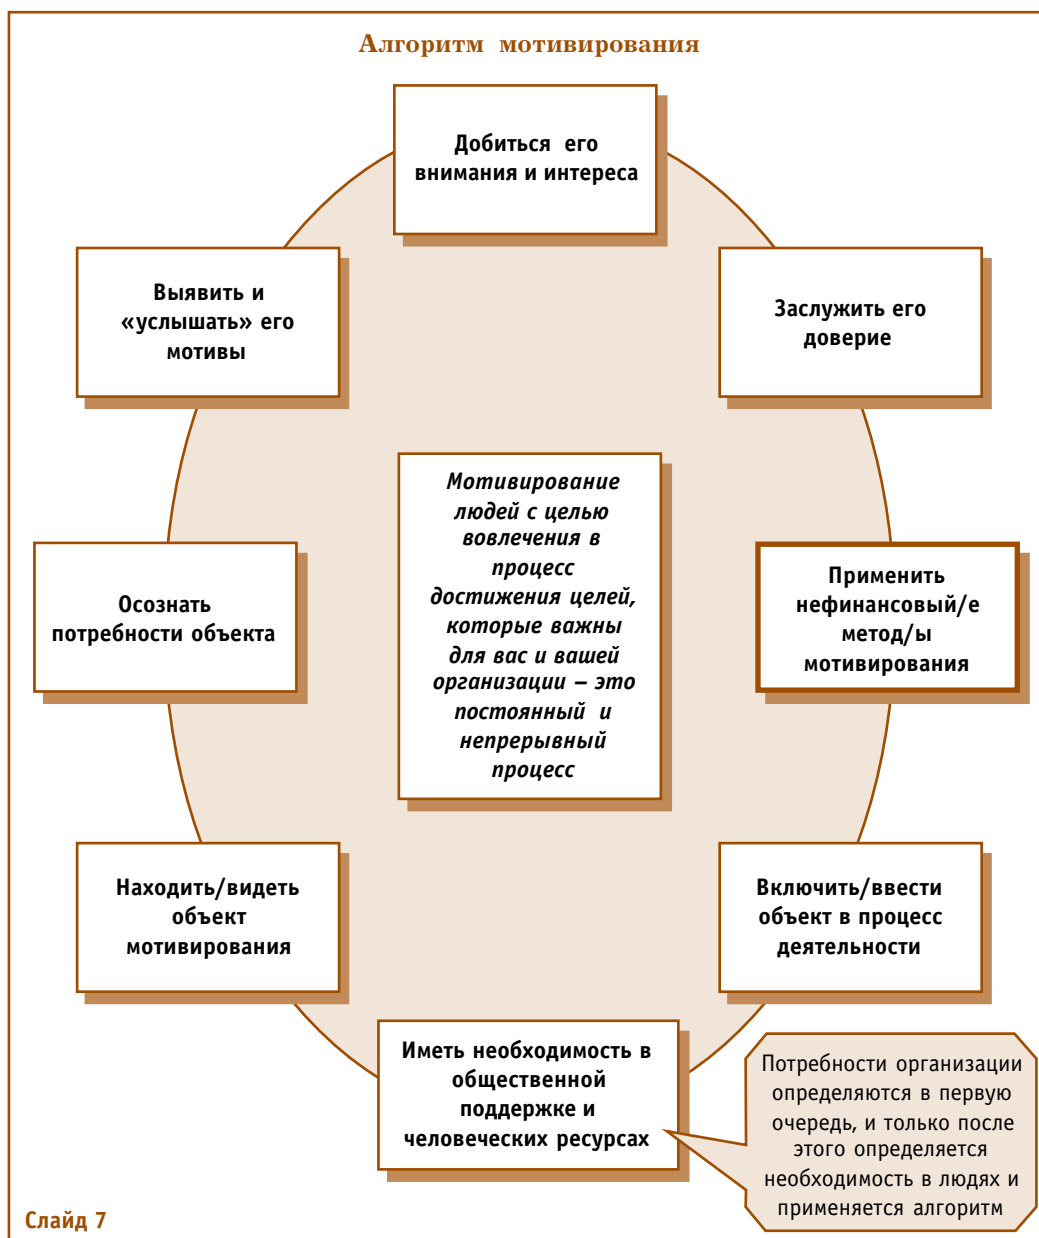 Алгоритм мотивирования
Добиться его
внимания и интереса
Выявить и
«услышать» его
мотивы
Заслужить его
доверие
Мотивирование
людей с целью
вовлечения в
процесс
достижения целей,
которые важны
для вас и вашей
организации – это
постоянный и
непрерывный
процесс
Осознать
потребности объекта
Применить
нефинансовый/е
метод/ы
мотивирования
Находить/видеть
объект
мотивирования
Включить/ввести
объект в процесс
деятельности
Иметь необходимость в
общественной
поддержке и
человеческих ресурсах
Потребности организации
определяются в первую
очередь, и только после
этого определяется
необходимость в людях и
применяется алгоритм
Слайд 7